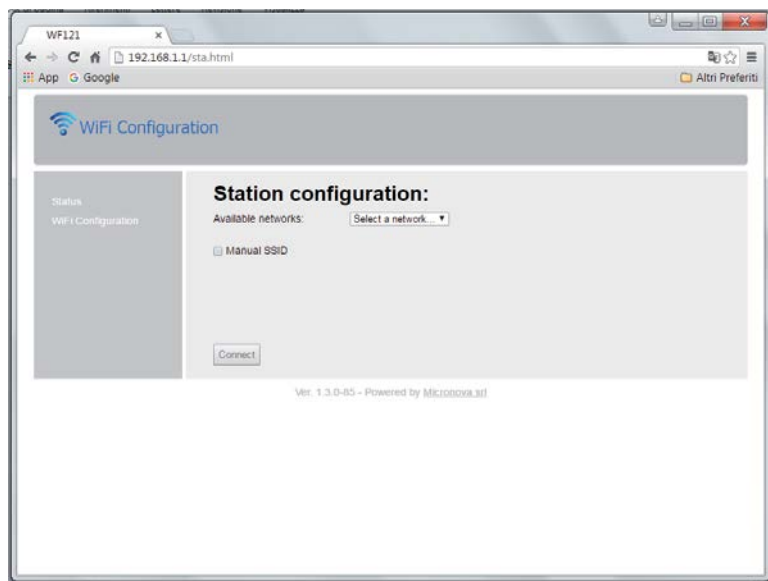 WF121
192.168.1.1/sta.html
App Google Altri Preferiti
WiFi Configuration
Status
WiFi Configuration
Station configuration:
Available networks: Select a network...
Manual SSID
Connect
Ver. 1.3.0-85 - Powered by Micronova srl